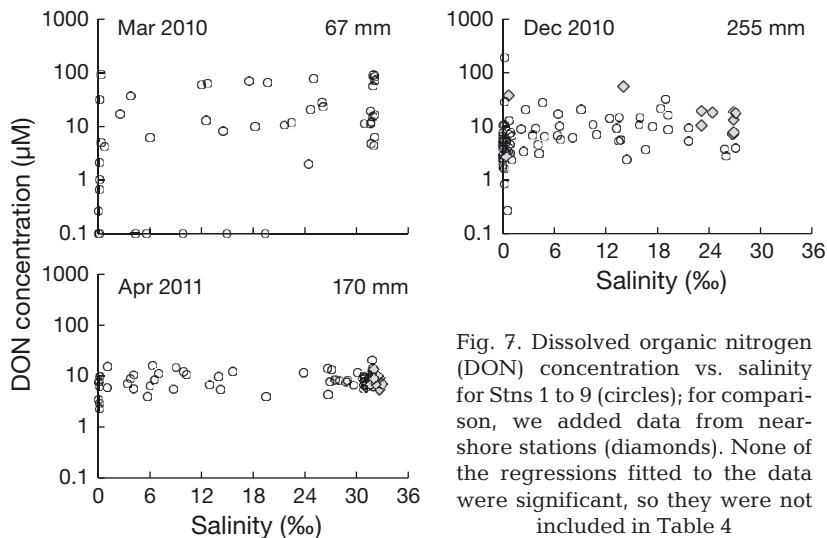 Mar 2010
67 mm
1000
100
10
1
0.1
Dec 2010
255 mm
1000
100
10
1
0.1
0
6
12
18
24
30
36
Salinity (‰)
DON concentration (µM)
Apr 2011
170 mm
1000
100
10
1
0.1
0
6
12
18
24
30
36
Salinity (‰)
Fig. 7. Dissolved organic nitrogen
(DON) concentration vs. salinity
for Stns 1 to 9 (circles); for compari-
son, we added data from near-
shore stations (diamonds). None of
the regressions fitted to the data
were significant, so they were not
included in Table 4